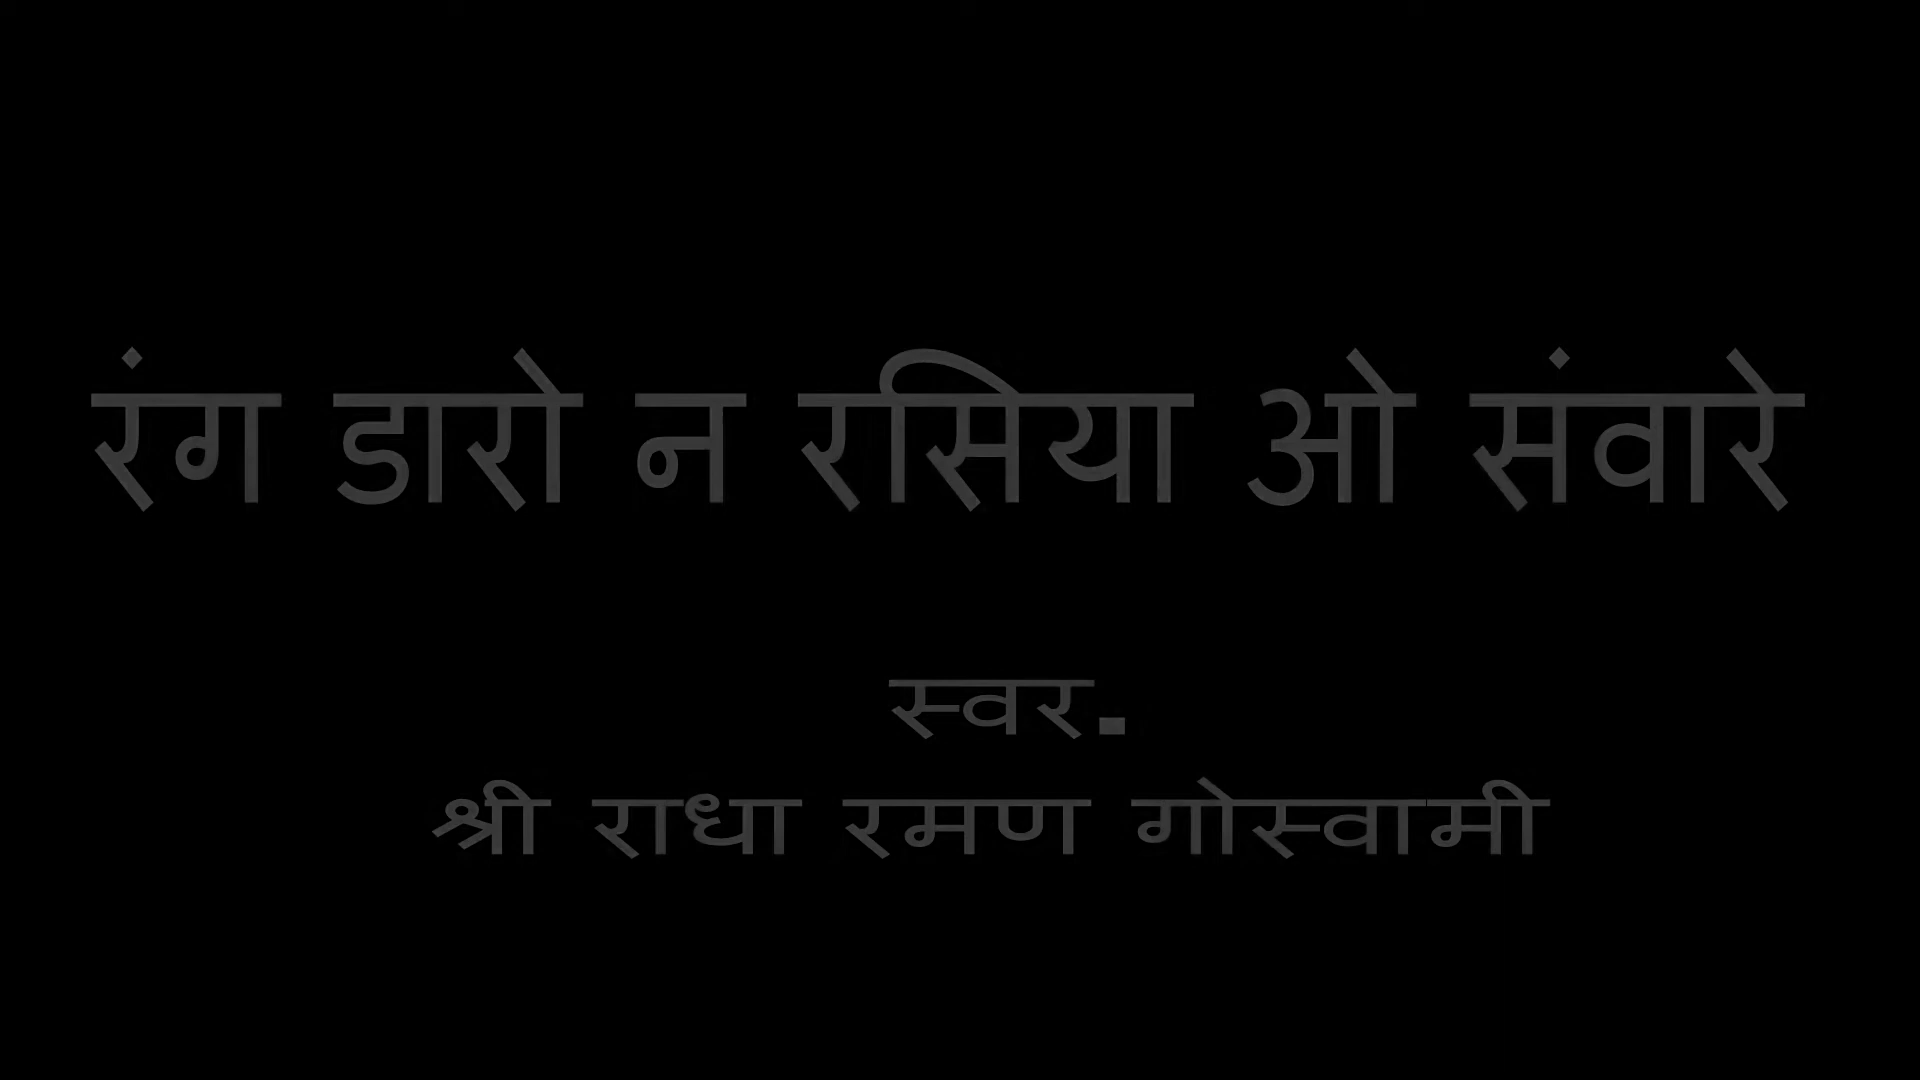 रंग डारो न रसिया ओ संवारे
स्वर.
श्री राधा रमण गोस्वामी